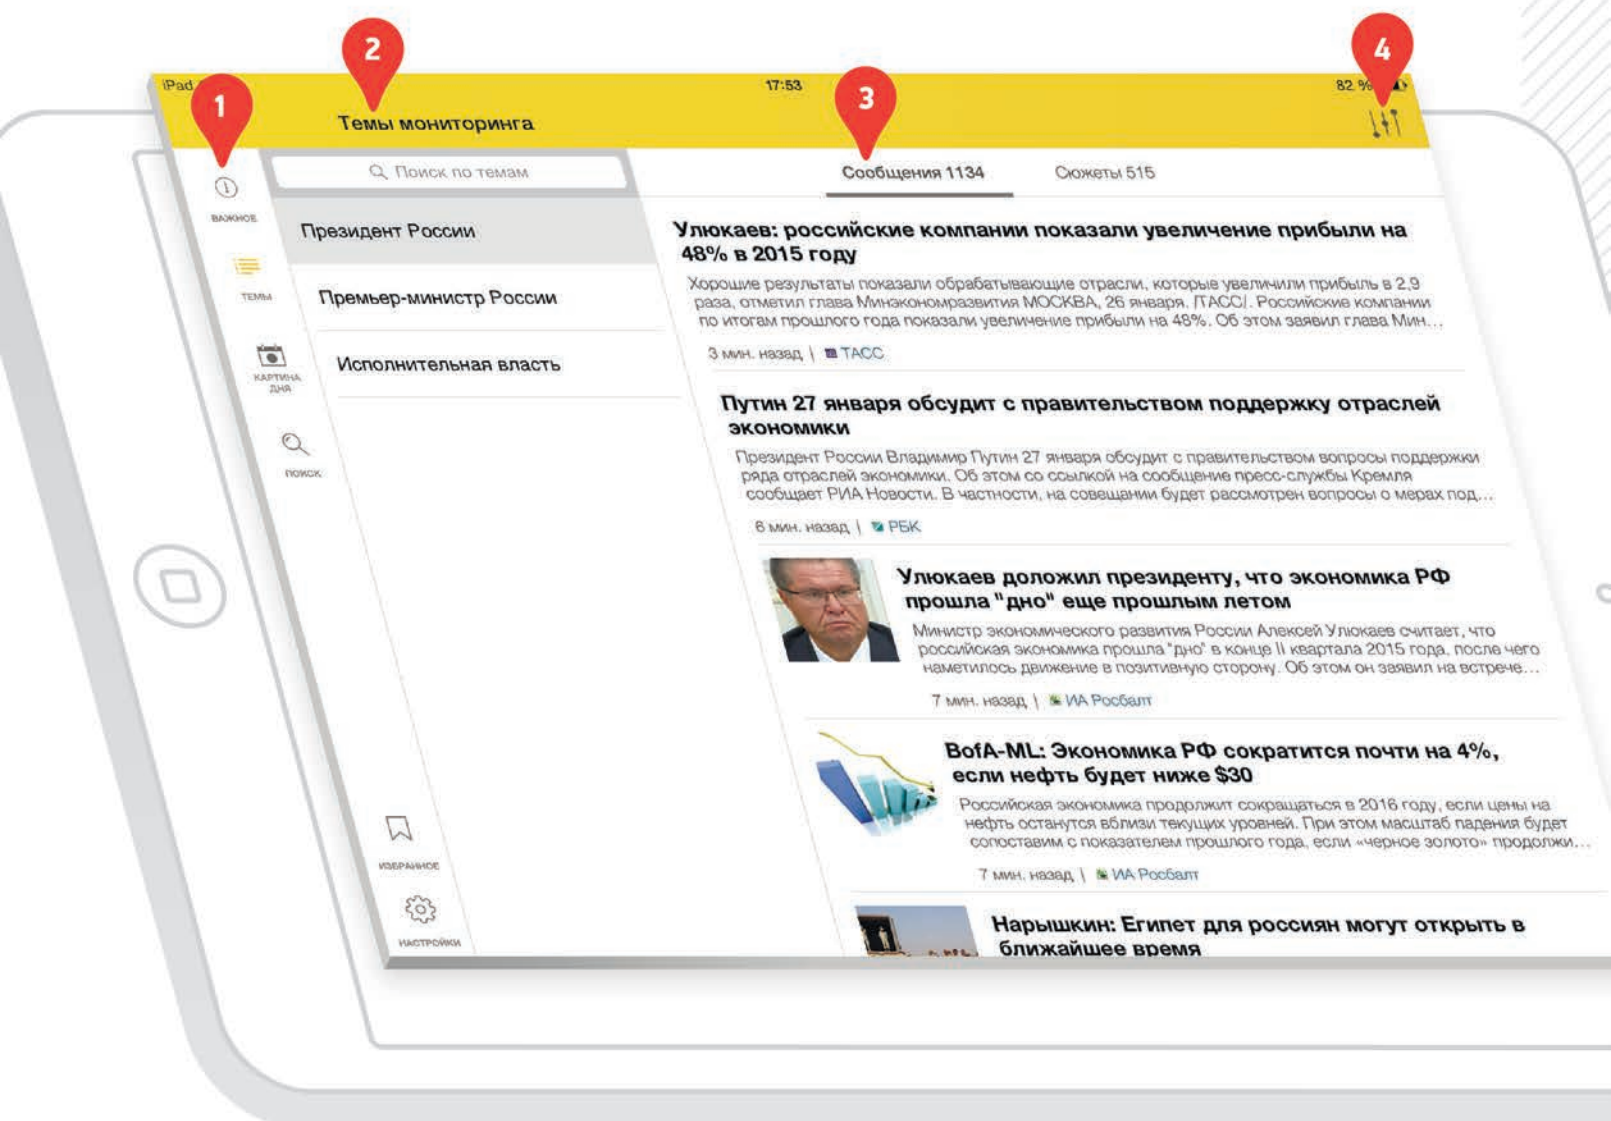 1
2
3
4
iPad
17:53
82 %
Темы мониторинга
Поиск по темам
Сообщения 1134
Сюжеты 515
ВАЖНОЕ
ТЕМЫ
КАРТИНА
ДНЯ
ПОИСК
ИЗБРАННОЕ
НАСТРОЙКИ
Президент России
Премьер-министр России
Исполнительная власть
Улюкаев: российские компании показали увеличение прибыли на
48% в 2015 году
Хорошие результаты показали обрабатывающие отрасли, которые увеличили прибыль в 2,9
раза, отметил глава Минэкономразвития МОСКВА, 26 января. /ТАСС/. Российские компании
по итогам прошлого года показали увеличение прибыли на 48%. Об этом заявил глава Мин…
3 мин. назад | ТАСС
Путин 27 января обсудит с правительством поддержку отраслей
экономики
Президент России Владимир Путин 27 января обсудит с правительством вопросы поддержки
ряда отраслей экономики. Об этом со ссылкой на сообщение пресс-службы Кремля
сообщает РИА Новости. В частности, на совещании будет рассмотрен вопросы о мерах под…
6 мин. назад | РБК
Улюкаев доложил президенту, что экономика РФ
прошла "дно" еще прошлым летом
Министр экономического развития России Алексей Улюкаев считает, что
российская экономика прошла "дно" в конце II квартала 2015 года, после чего
наметилось движение в позитивную сторону. Об этом он заявил на встрече…
7 мин. назад | ИА Росбалт
BofA-ML: Экономика РФ сократится почти на 4%,
если нефть будет ниже $30
Российская экономика продолжит сокращаться в 2016 году, если цены на
нефть останутся вблизи текущих уровней. При этом масштаб падения будет
сопоставим с показателем прошлого года, если «черное золото» продолжи…
7 мин. назад | ИА Росбалт
Нарышкин: Египет для россиян могут открыть в
ближайшее время